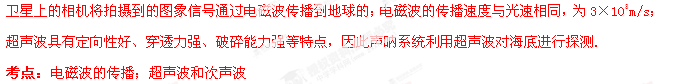 卫星上的相机将拍摄到的图象信号通过电磁波传播到地球的;电磁波的传播速度与光速相同,为 3×10⁸m/s;
超声波具有定向性好、穿透力强、破碎能力强等特点,因此声呐系统利用超声波对海底进行探测.
考点:电磁波的传播;超声波和次声波